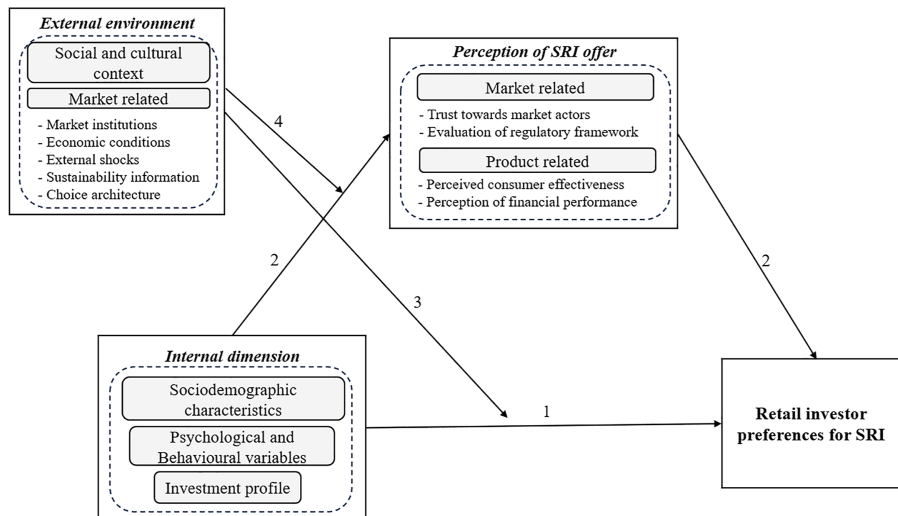 External environment
Social and cultural
context
Market related
- Market institutions
- Economic conditions
- External shocks
- Sustainability information
- Choice architecture
Perception of SRI offer
Market related
- Trust towards market actors
- Evaluation of regulatory framework
Product related
- Perceived consumer effectiveness
- Perception of financial performance
4
2
2
3
1
Internal dimension
Sociodemographic
characteristics
Psychological and
Behavioural variables
Investment profile
Retail investor
preferences for SRI